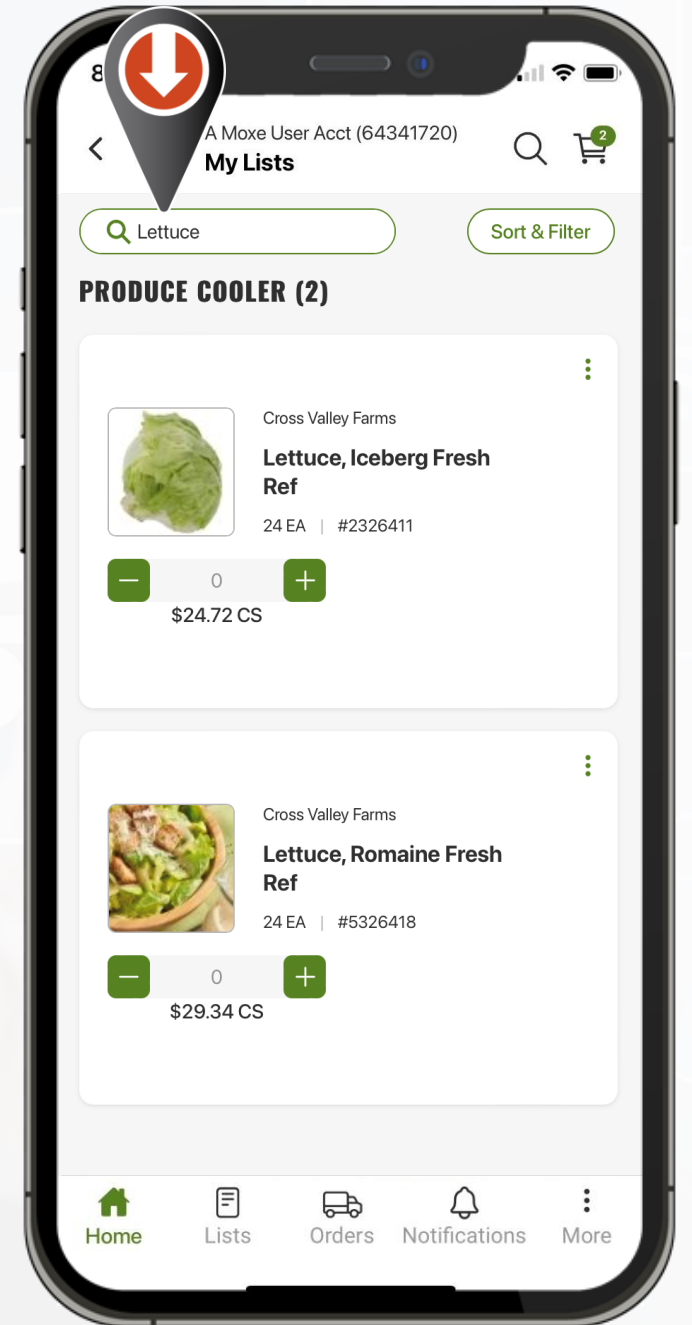 8
A Moxe User Acct (64341720)
My Lists
2
Lettuce
Sort & Filter
PRODUCE COOLER (2)
Cross Valley Farms
Lettuce, Iceberg Fresh
Ref
24 EA | #2326411
0
$24.72 CS
Cross Valley Farms
Lettuce, Romaine Fresh
Ref
24 EA | #5326418
0
$29.34 CS
Home Lists Orders Notifications More